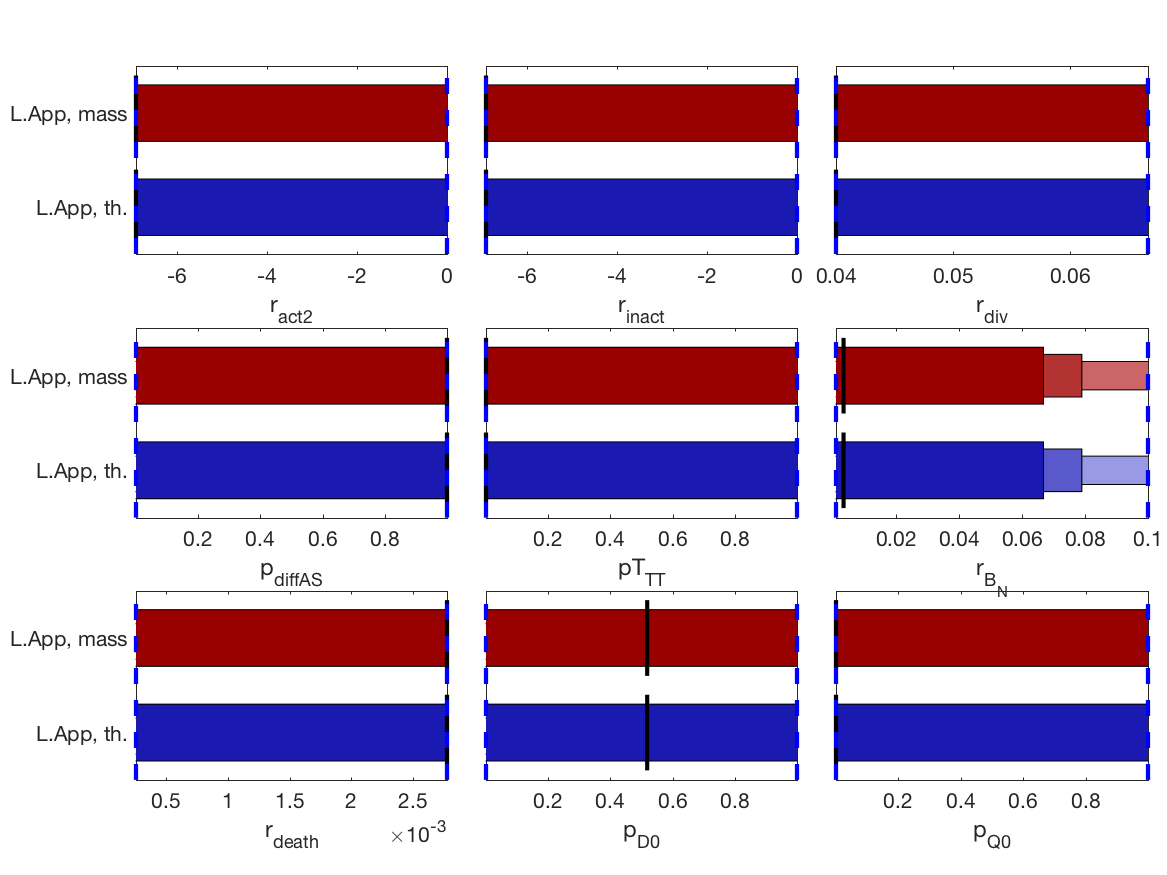 L.App, mass
L.App, th.
-6 -4 -2 0
-6 -4 -2 0
0.04 0.05 0.06
r_act2
r_inact
r_div
L.App, mass
L.App, th.
0.2 0.4 0.6 0.8
0.2 0.4 0.6 0.8
0.02 0.04 0.06 0.08 0.1
p_diffAS
pT_TT
r_B_N
L.App, mass
L.App, th.
0.5 1 1.5 2 2.5
×10^-3
0.2 0.4 0.6 0.8
0.2 0.4 0.6 0.8
r_death
p_D0
p_Q0